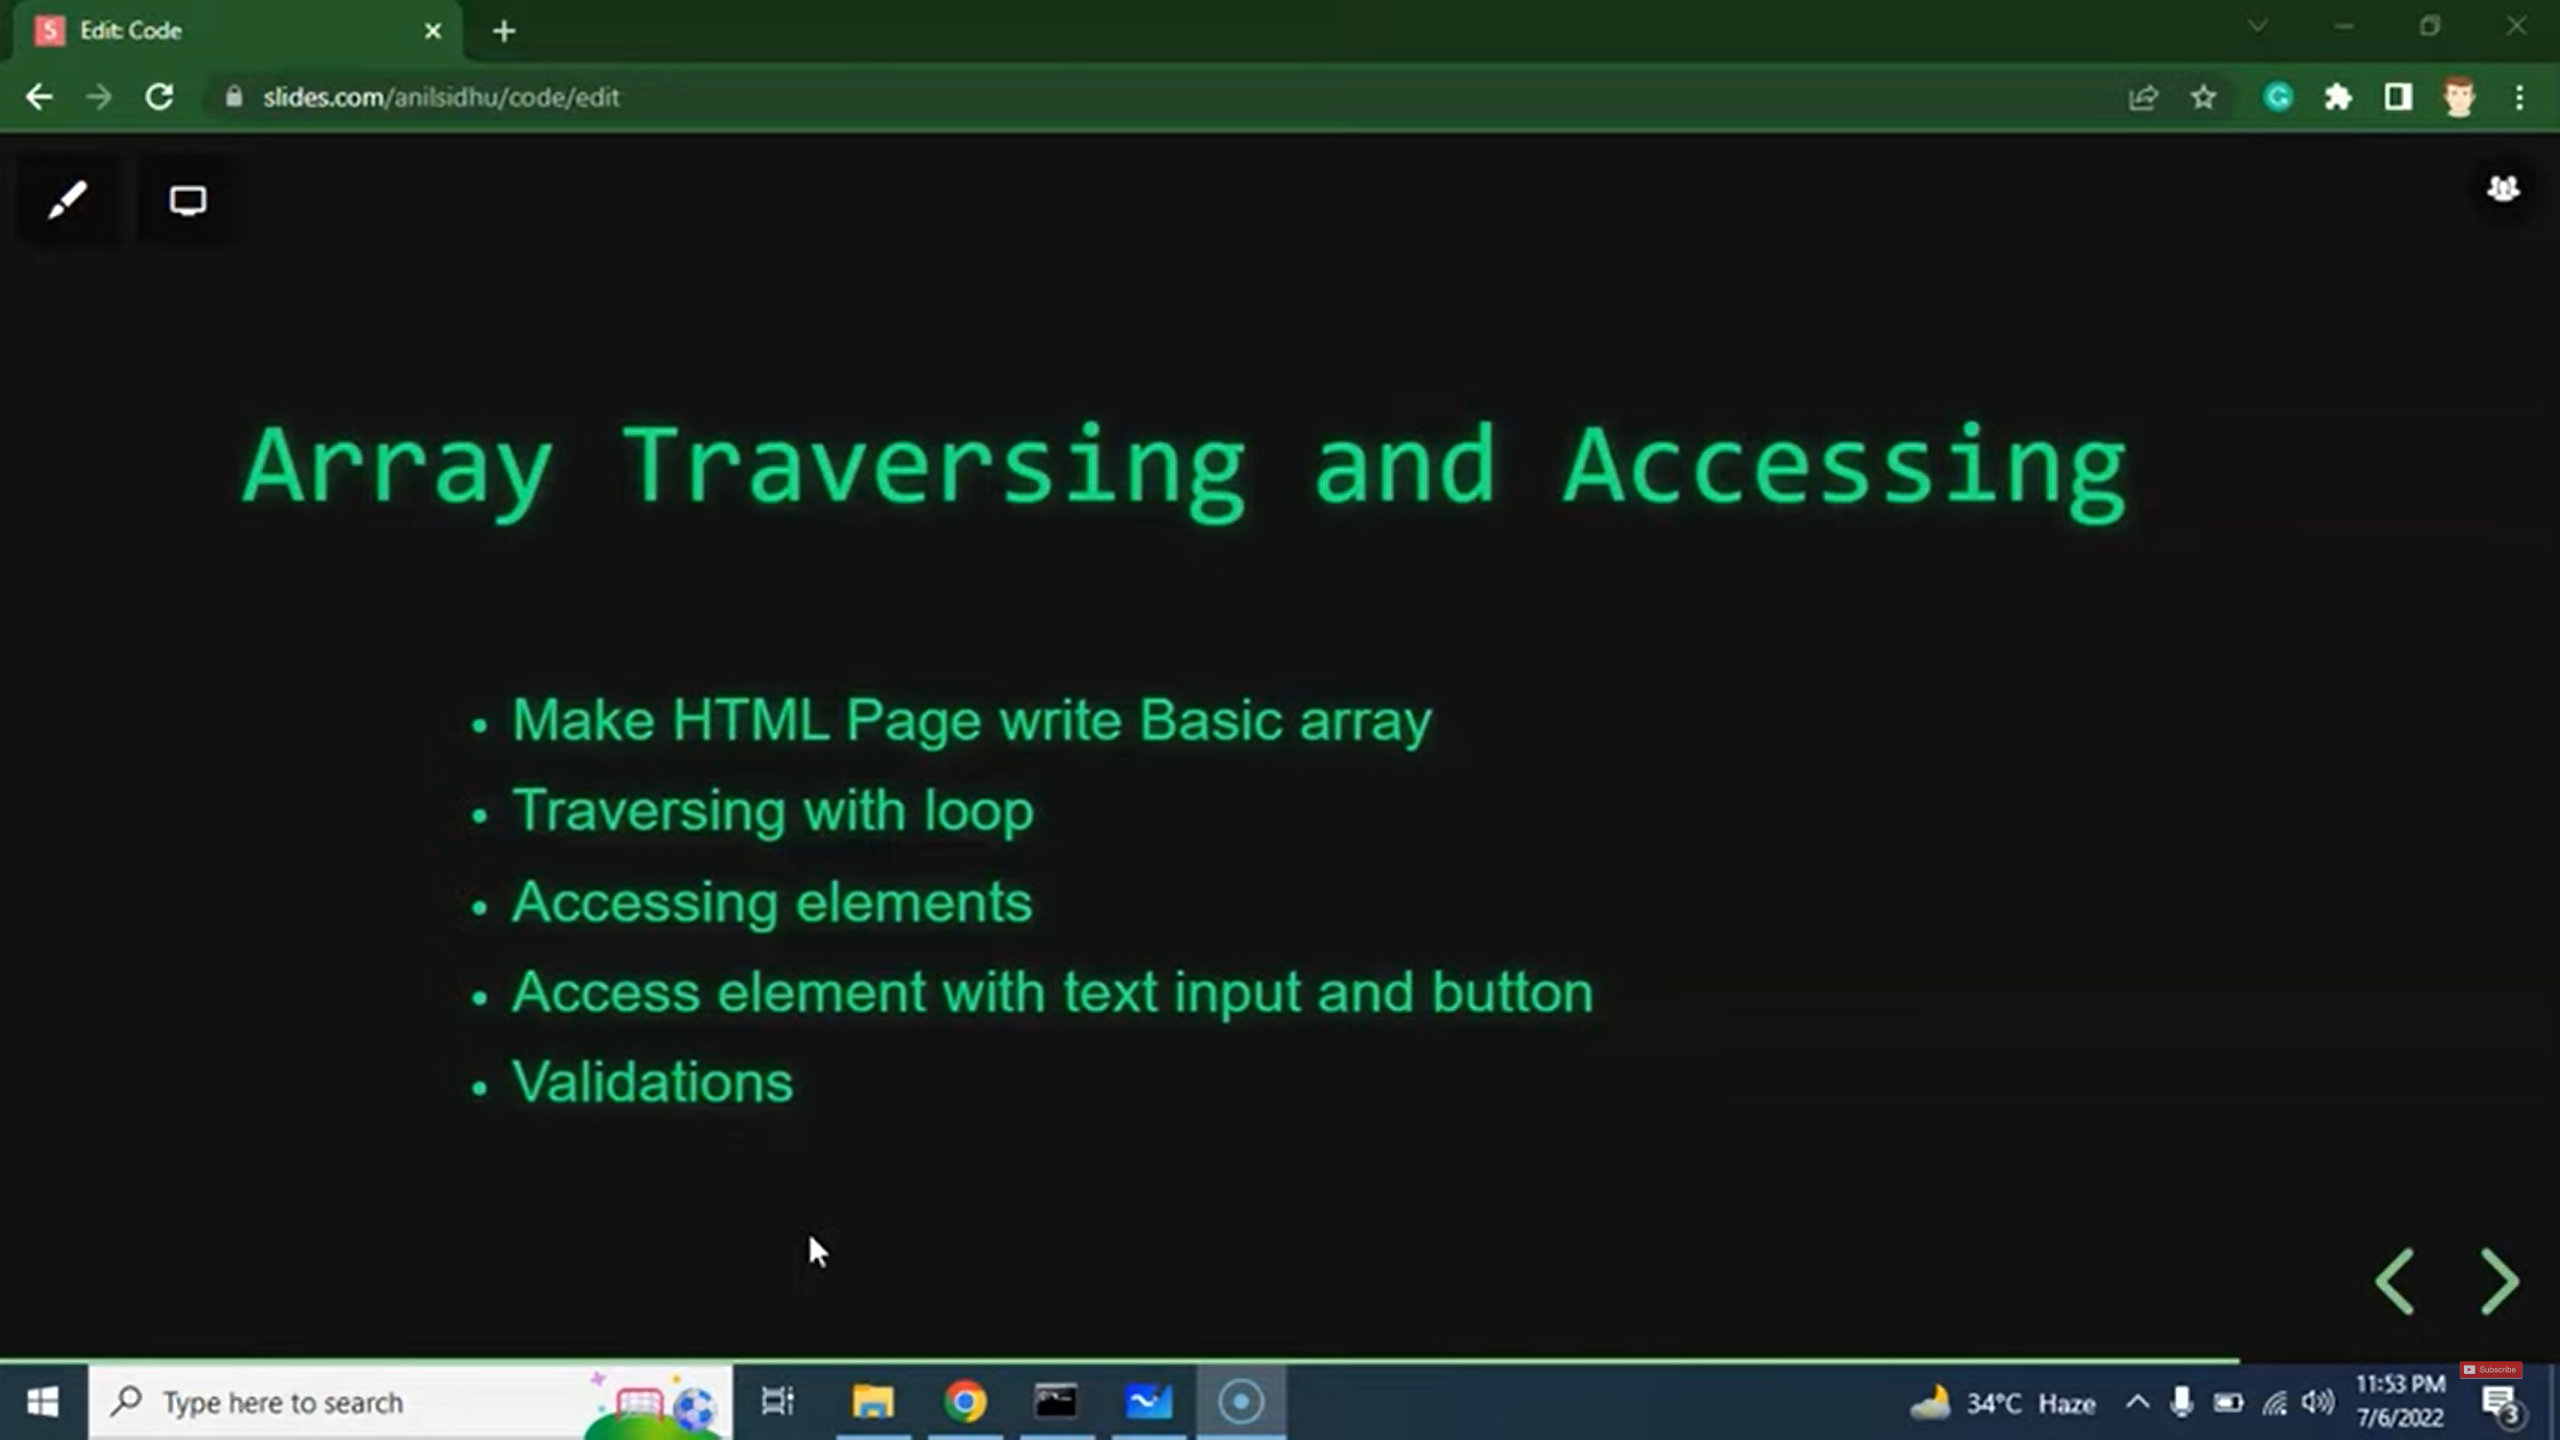 Edit: Code
slides.com/anilsidhu/code/edit
Array Traversing and Accessing
• Make HTML Page write Basic array
• Traversing with loop
• Accessing elements
• Access element with text input and button
• Validations
Subscribe
Type here to search
34°C Haze
11:53 PM
7/6/2022
3